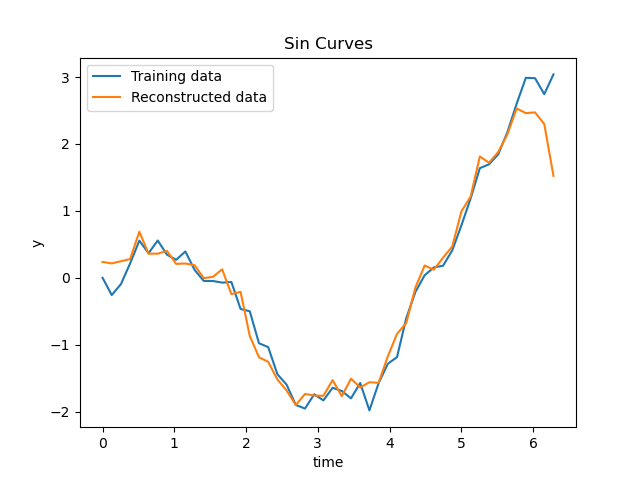 Sin Curves
Training data
Reconstructed data
y
3
2
1
0
−1
−2
0 1 2 3 4 5 6
time